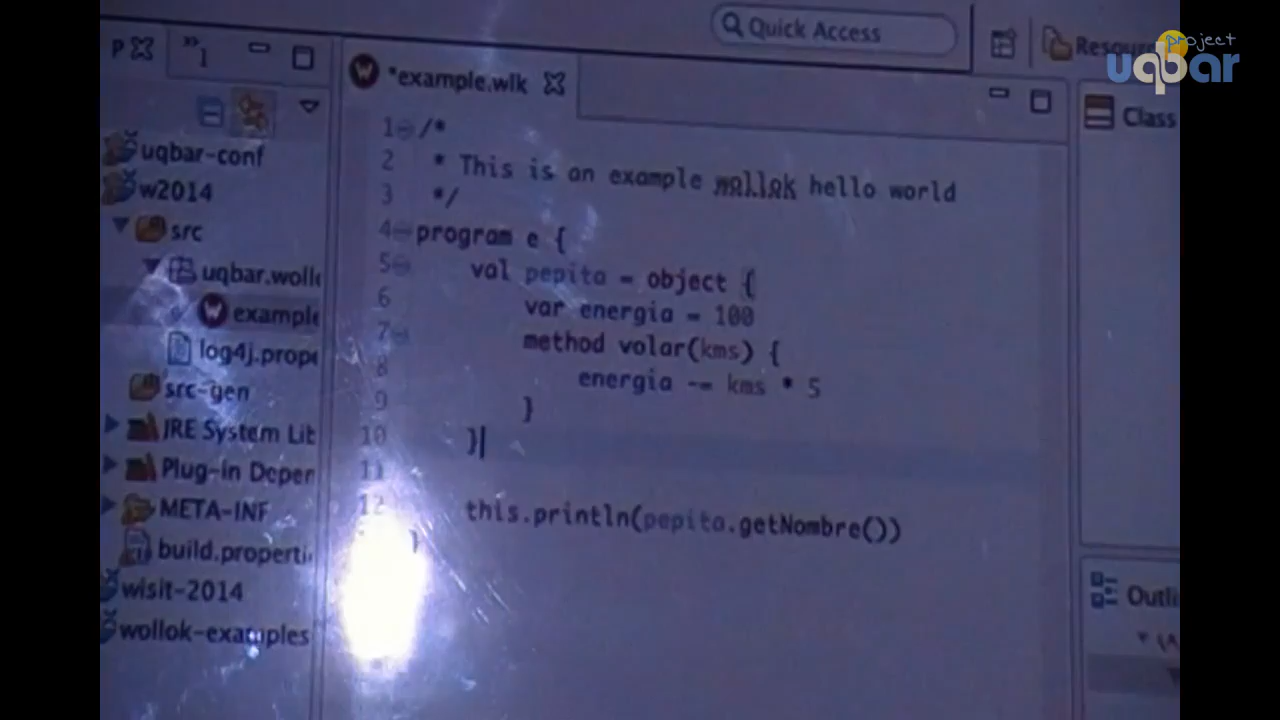 Quick Access
project
uqbar
P
»1
*example.wlk
Class
uqbar-conf
w2014
src
uqbar.wollo
example
log4j.prope
src-gen
JRE System Lib
Plug-in Depen
META-INF
build.properti
wisit-2014
wollok-examples
1 /*
2 * This is an example wollok hello world
3 */
4 program e {
5 val pepita = object {
6 var energia = 100
7 method volar(kms) {
8 energia -= kms * 5
9 }
10 }
11
12 this.println(pepita.getNombre())
}
Outli